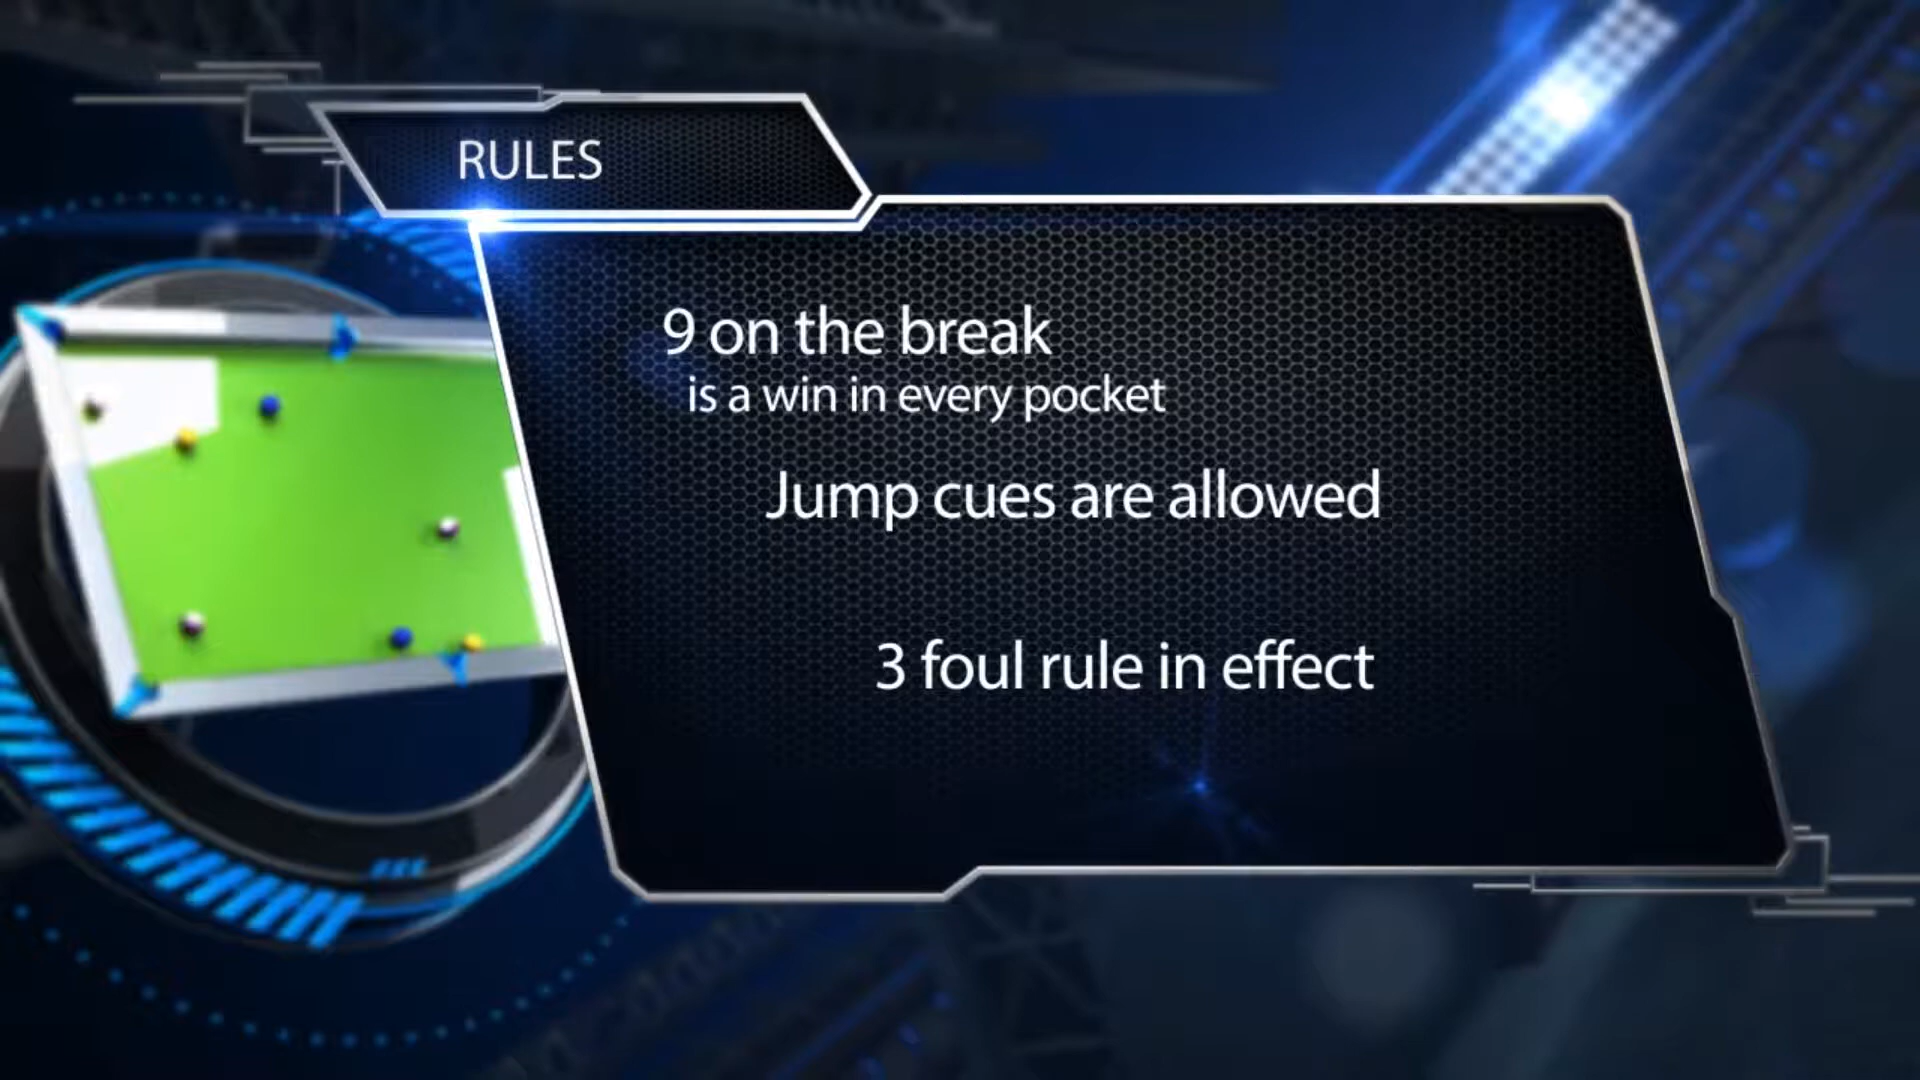 RULES
9 on the break
is a win in every pocket
Jump cues are allowed
3 foul rule in effect